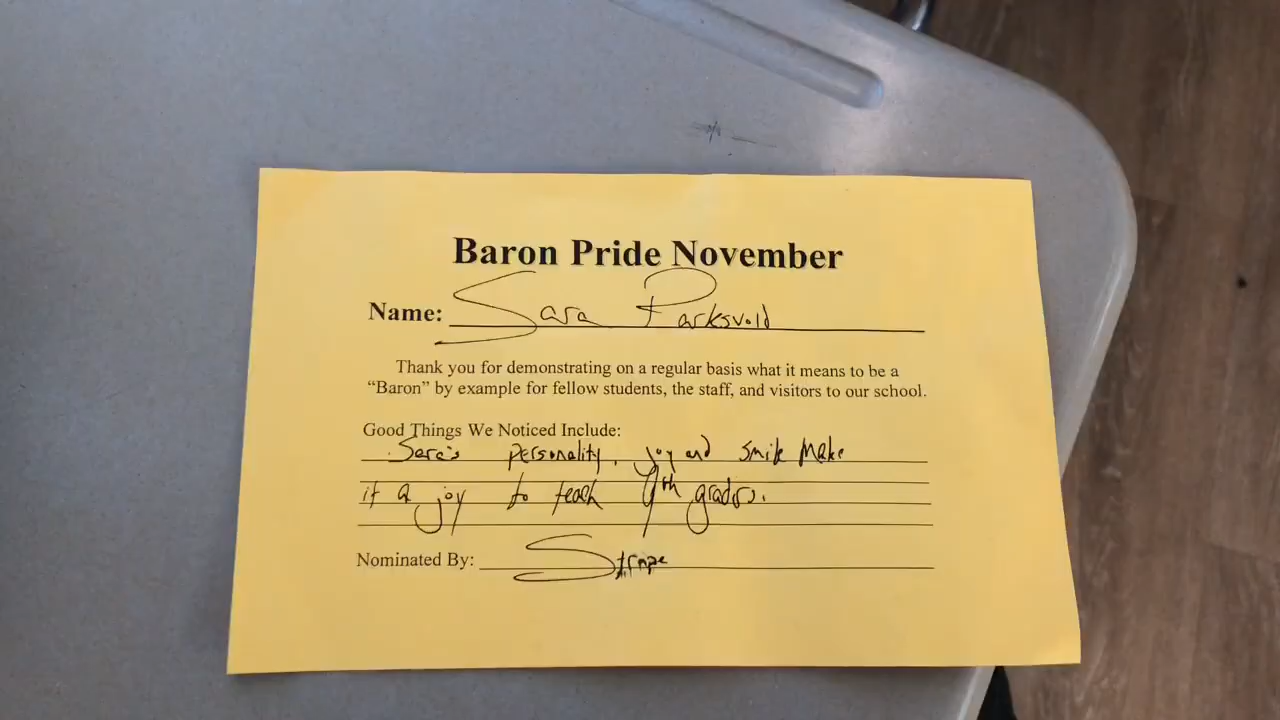 Baron Pride November
Name: Sara Parksvold
Thank you for demonstrating on a regular basis what it means to be a
“Baron” by example for fellow students, the staff, and visitors to our school.
Good Things We Noticed Include:
Sara's personality, joy and smile make
it a joy to teach 9th graders.
Nominated By: